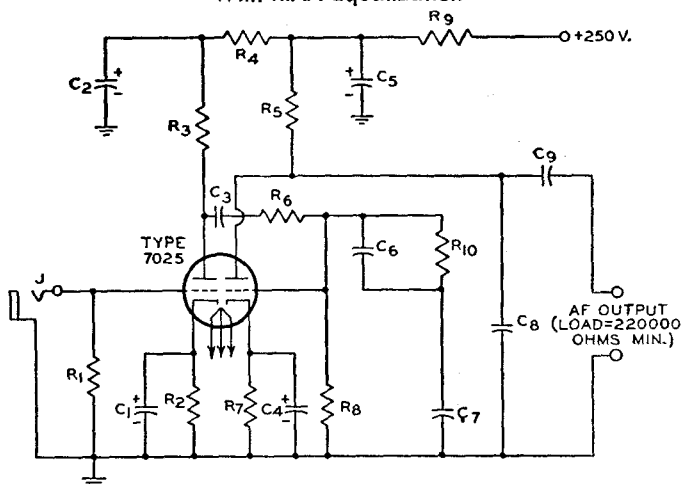 R9
R4
+250 V.
C2
+
-
+
-
C5
R3
R5
C9
C3
R6
TYPE
7025
C6
R10
J
AF OUTPUT
(LOAD=220000
OHMS MIN.)
C8
R1
C1
+
-
R2
R7
C4
+
-
R8
C7